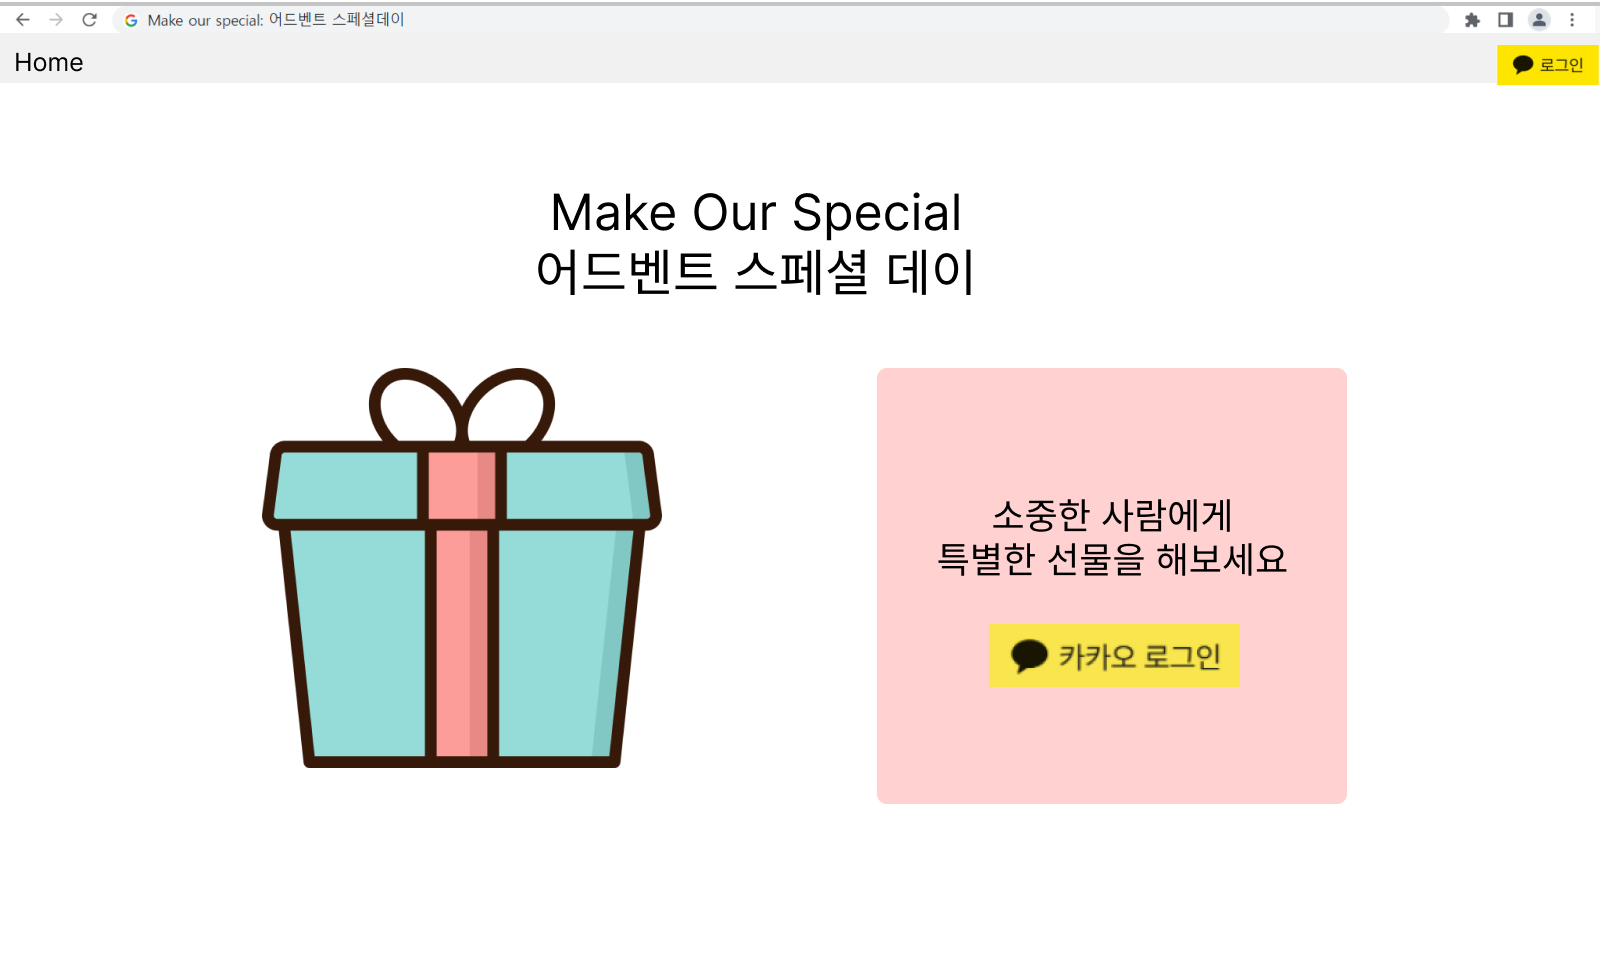 Make our special: 어드벤트 스페셜데이
Home
로그인
Make Our Special
어드벤트 스페셜 데이
소중한 사람에게
특별한 선물을 해보세요
카카오 로그인